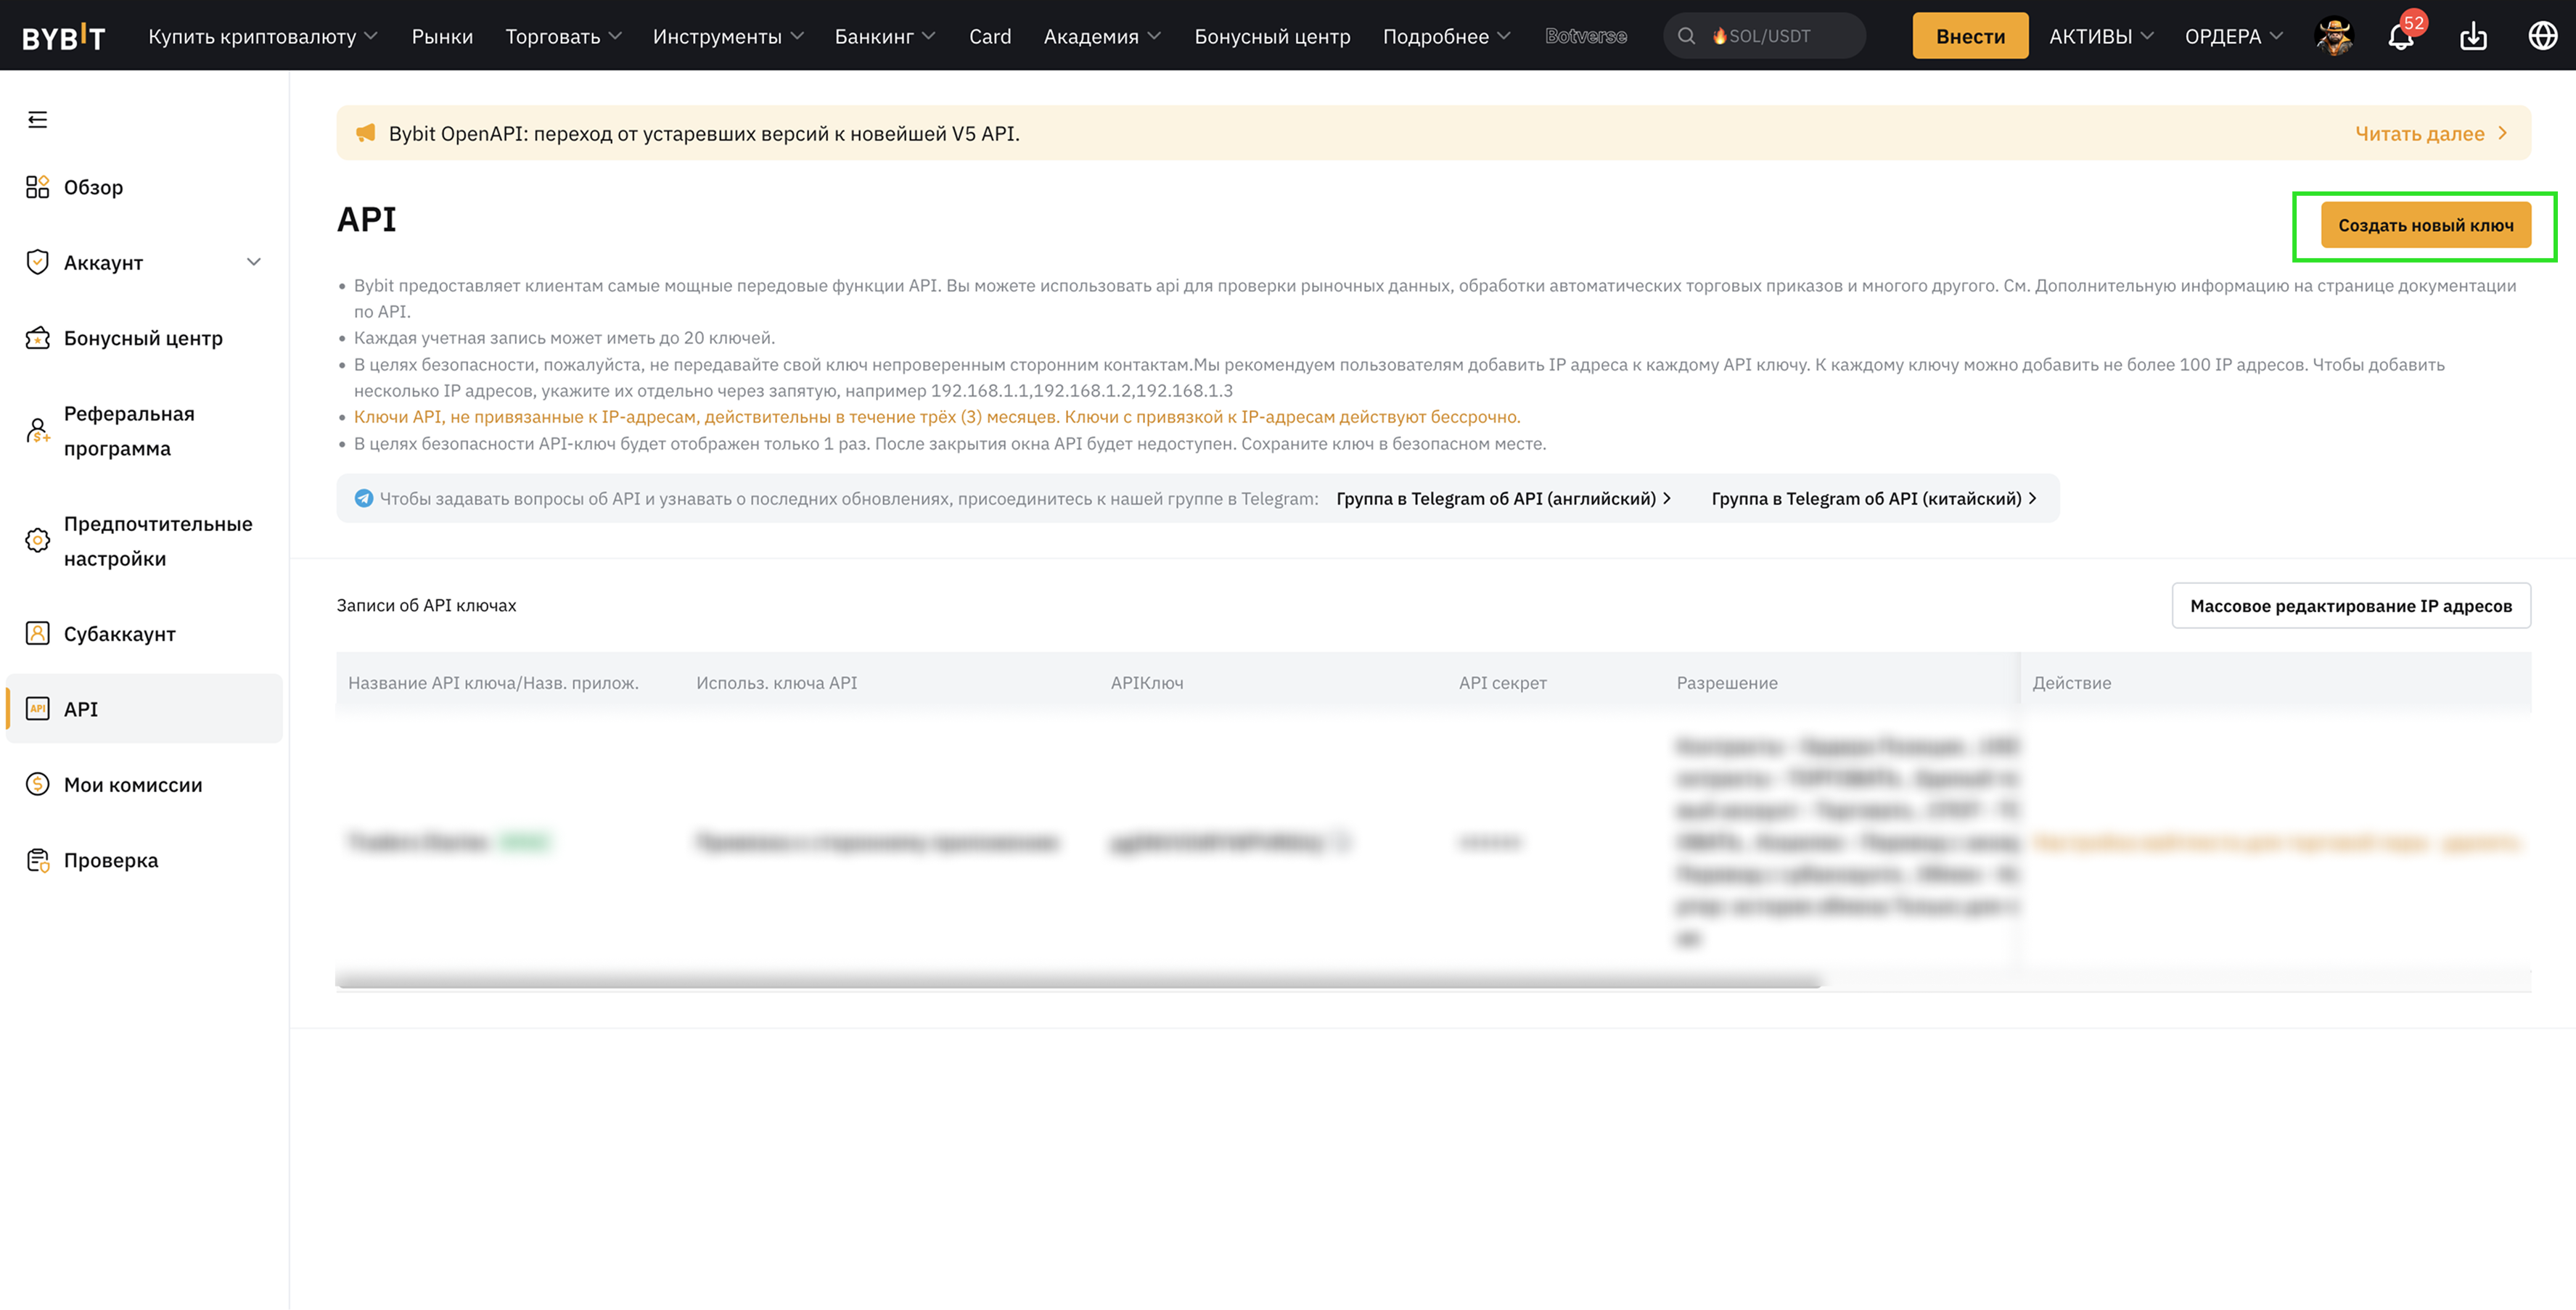 BYBIT
Купить криптовалюту
Рынки
Торговать
Инструменты
Банкинг
Card
Академия
Бонусный центр
Подробнее
Botverse
🔥SOL/USDT
Внести
АКТИВЫ
ОРДЕРА
52
Обзор
Аккаунт
Бонусный центр
Реферальная
программа
Предпочтительные
настройки
Субаккаунт
API
API
Мои комиссии
Проверка
Bybit OpenAPI: переход от устаревших версий к новейшей V5 API.
Читать далее
API
Создать новый ключ
• Bybit предоставляет клиентам самые мощные передовые функции API. Вы можете использовать api для проверки рыночных данных, обработки автоматических торговых приказов и многого другого. См. Дополнительную информацию на странице документации
по API.
• Каждая учетная запись может иметь до 20 ключей.
• В целях безопасности, пожалуйста, не передавайте свой ключ непроверенным сторонним контактам.Мы рекомендуем пользователям добавить IP адреса к каждому API ключу. К каждому ключу можно добавить не более 100 IP адресов. Чтобы добавить
несколько IP адресов, укажите их отдельно через запятую, например 192.168.1.1,192.168.1.2,192.168.1.3
• Ключи API, не привязанные к IP-адресам, действительны в течение трёх (3) месяцев. Ключи с привязкой к IP-адресам действуют бессрочно.
• В целях безопасности API-ключ будет отображен только 1 раз. После закрытия окна API будет недоступен. Сохраните ключ в безопасном месте.
Чтобы задавать вопросы об API и узнавать о последних обновлениях, присоединитесь к нашей группе в Telegram:
Группа в Telegram об API (английский)
Группа в Telegram об API (китайский)
Записи об API ключах
Массовое редактирование IP адресов
Название API ключа/Назв. прилож.
Использ. ключа API
APIКлюч
API секрет
Разрешение
Действие